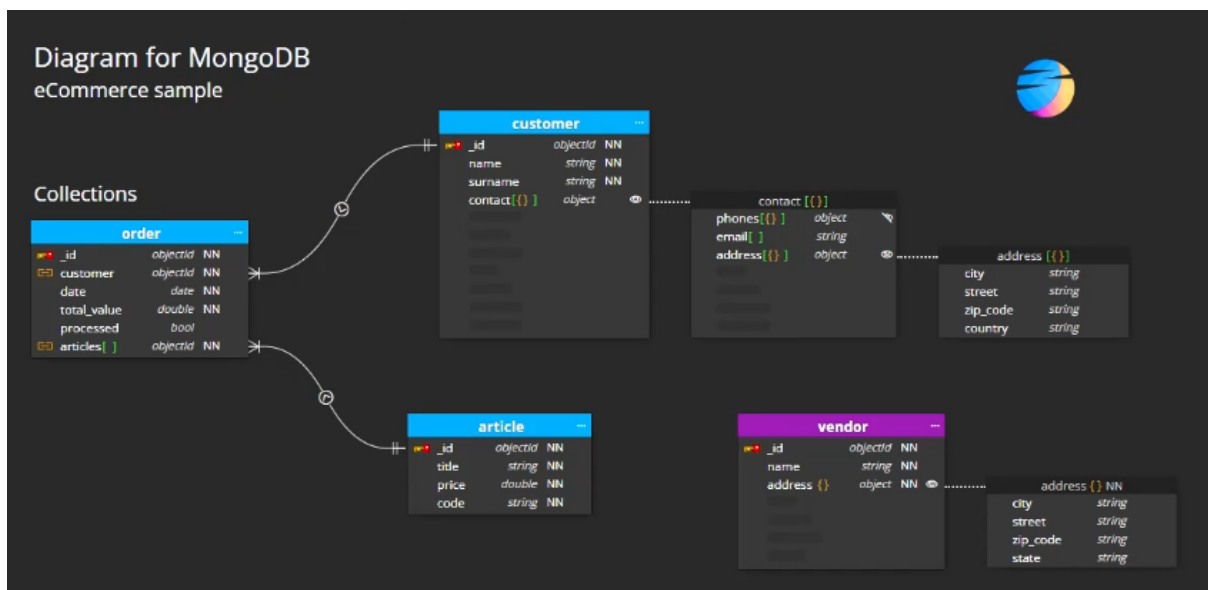 Diagram for MongoDB
eCommerce sample
Collections
order ...
_id objectId NN
customer objectId NN
date date NN
total_value double NN
processed bool
articles[ ] objectId NN
customer ...
_id objectId NN
name string NN
surname string NN
contact[{} ] object
contact [{}]
phones[{} ] object
email[ ] string
address[{} ] object
address [{}]
city string
street string
zip_code string
country string
article ...
_id objectId NN
title string NN
price double NN
code string NN
vendor ...
_id objectId NN
name string NN
address {} object NN
address {} NN
city string
street string
zip_code string
state string